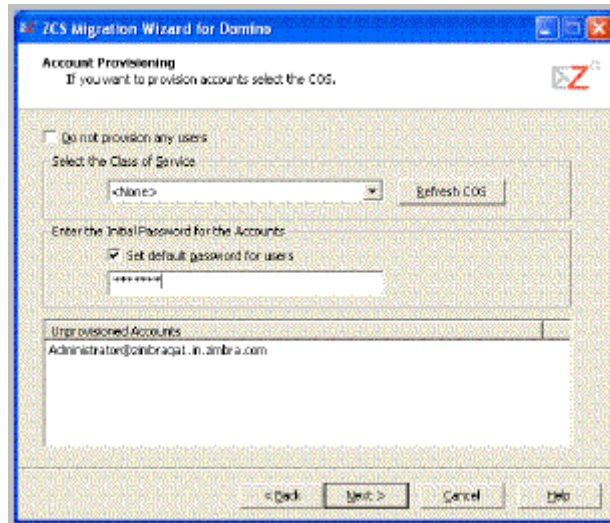 ZCS Migration Wizard for Domino
Account Provisioning
If you want to provision accounts select the COS.
Do not provision any users
Select the Class of Service
<None>
Refresh COS
Enter the Initial Password for the Accounts
Set default password for users
*******
Unprovisioned Accounts
Administrator@zimbraqat.in.zimbra.com
< Back
Next >
Cancel
Help